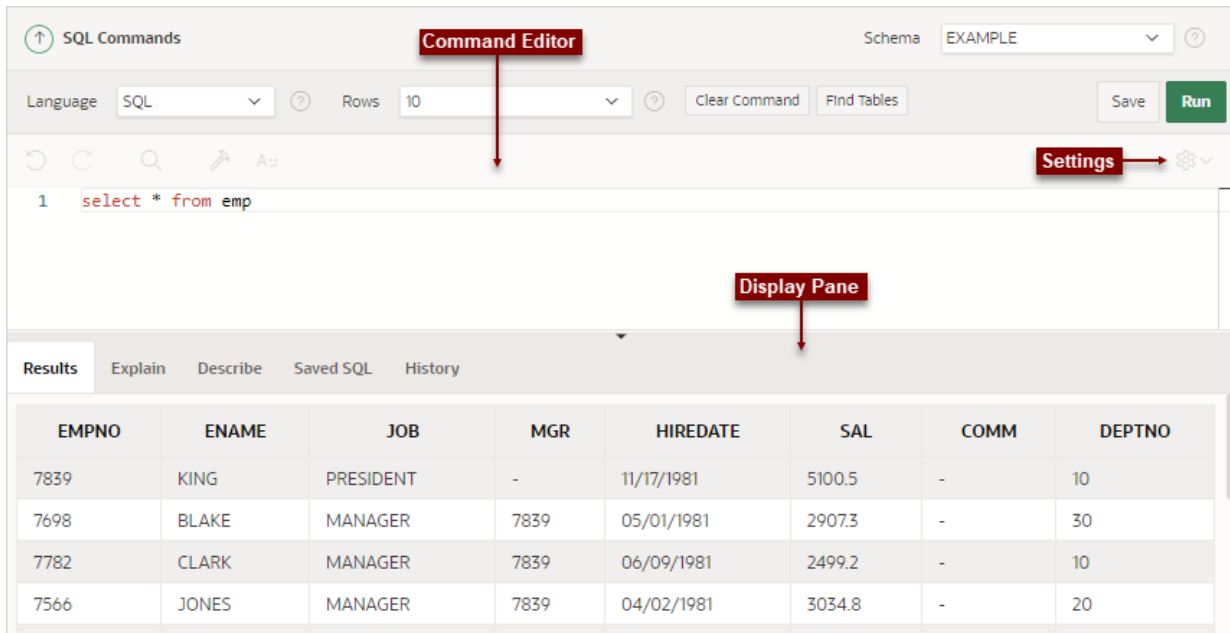 SQL Commands Command Editor Schema EXAMPLE
Language SQL Rows 10 Clear Command Find Tables Save Run
A:: Settings
1 select * from emp
Display Pane
Results Explain Describe Saved SQL History
EMPNO ENAME JOB MGR HIREDATE SAL COMM DEPTNO
7839 KING PRESIDENT - 11/17/1981 5100.5 - 10
7698 BLAKE MANAGER 7839 05/01/1981 2907.3 - 30
7782 CLARK MANAGER 7839 06/09/1981 2499.2 - 10
7566 JONES MANAGER 7839 04/02/1981 3034.8 - 20